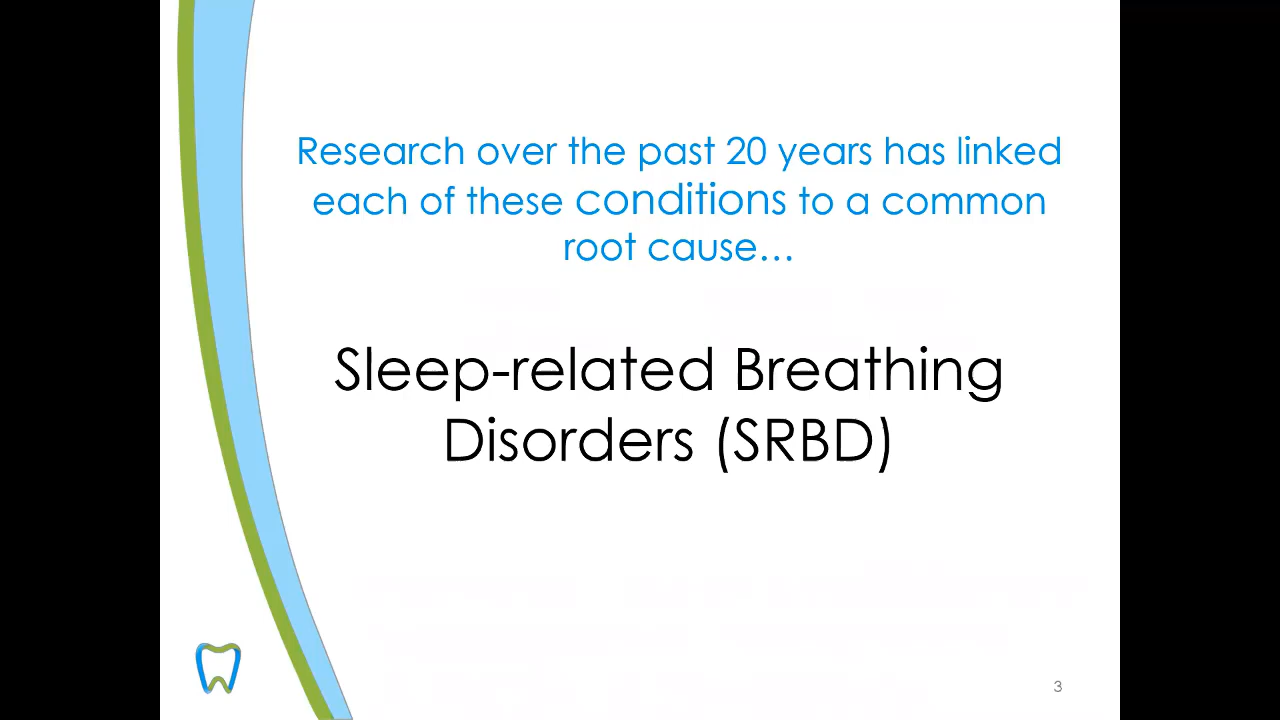 Research over the past 20 years has linked
each of these conditions to a common
root cause…
Sleep-related Breathing
Disorders (SRBD)
3